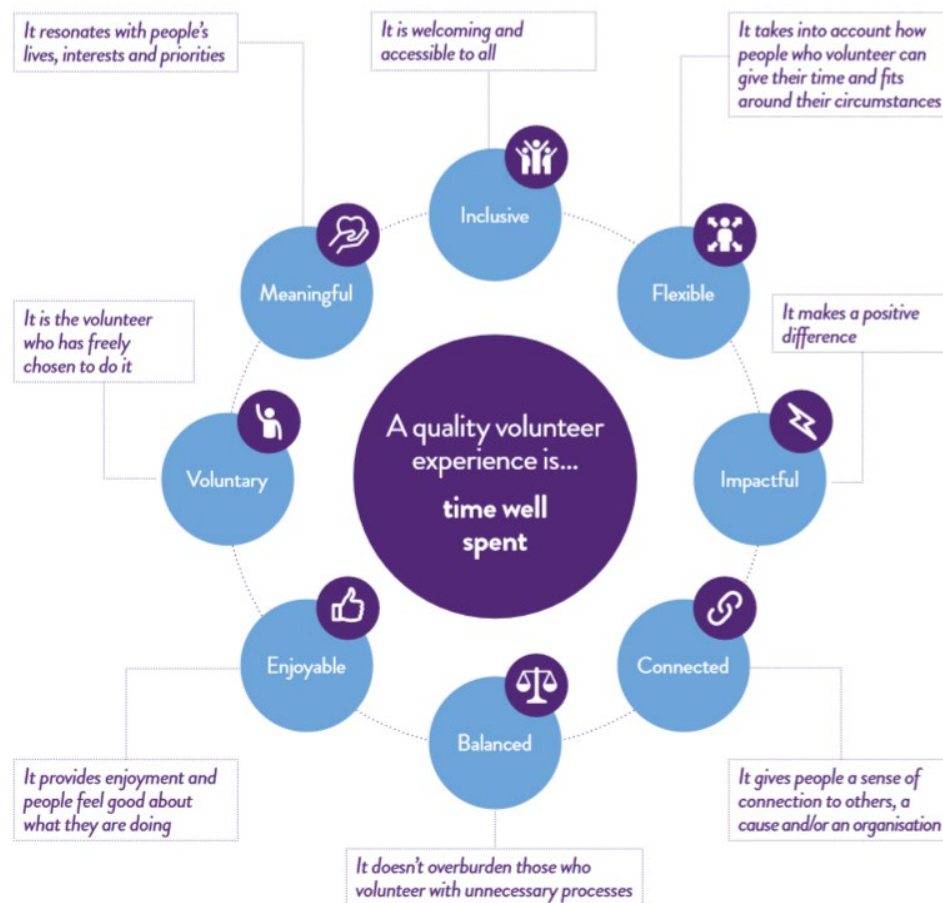 It resonates with people's
lives, interests and priorities
It is welcoming and
accessible to all
It takes into account how
people who volunteer can
give their time and fits
around their circumstances
Inclusive
Meaningful
Flexible
It is the volunteer
who has freely
chosen to do it
It makes a positive
difference
A quality volunteer
experience is...
time well
spent
Voluntary
Impactful
Enjoyable
Connected
Balanced
It provides enjoyment and
people feel good about
what they are doing
It gives people a sense of
connection to others, a
cause and/or an organisation
It doesn't overburden those who
volunteer with unnecessary processes